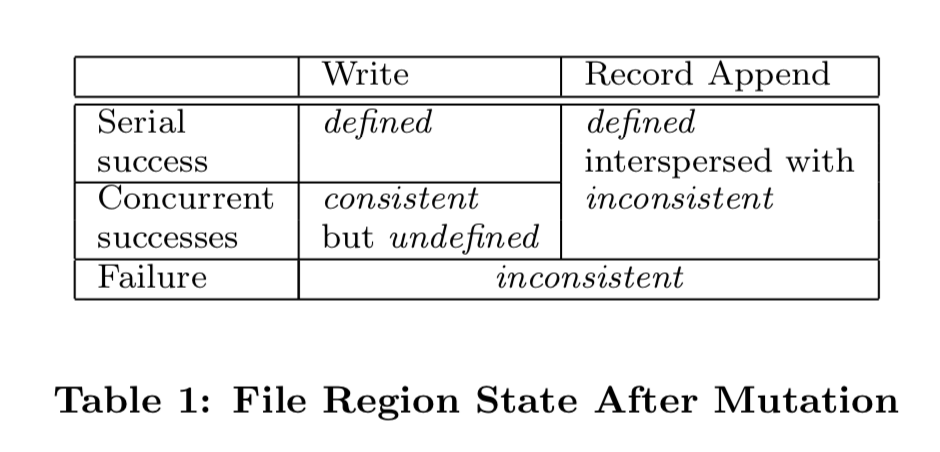 Write Record Append
Serial defined defined
success interspersed with
Concurrent consistent inconsistent
successes but undefined
Failure inconsistent
Table 1: File Region State After Mutation